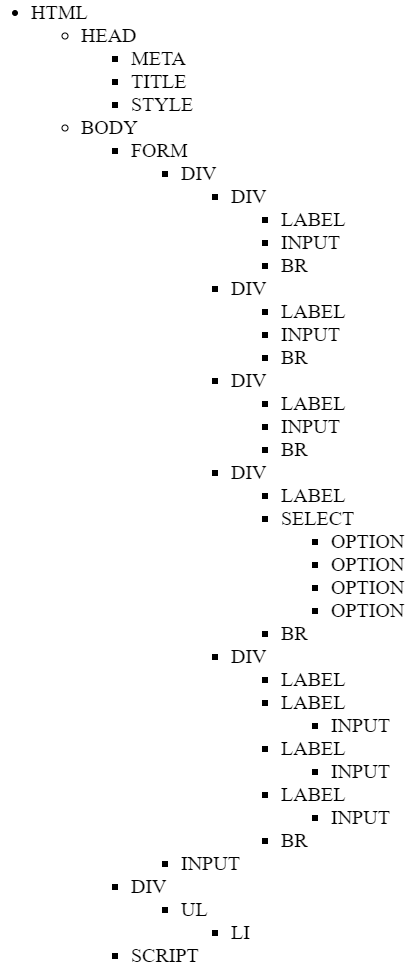 HTML
HEAD
META
TITLE
STYLE
BODY
FORM
DIV
DIV
LABEL
INPUT
BR
DIV
LABEL
INPUT
BR
DIV
LABEL
INPUT
BR
DIV
LABEL
SELECT
OPTION
OPTION
OPTION
OPTION
BR
DIV
LABEL
LABEL
INPUT
LABEL
INPUT
LABEL
INPUT
BR
INPUT
DIV
UL
LI
SCRIPT